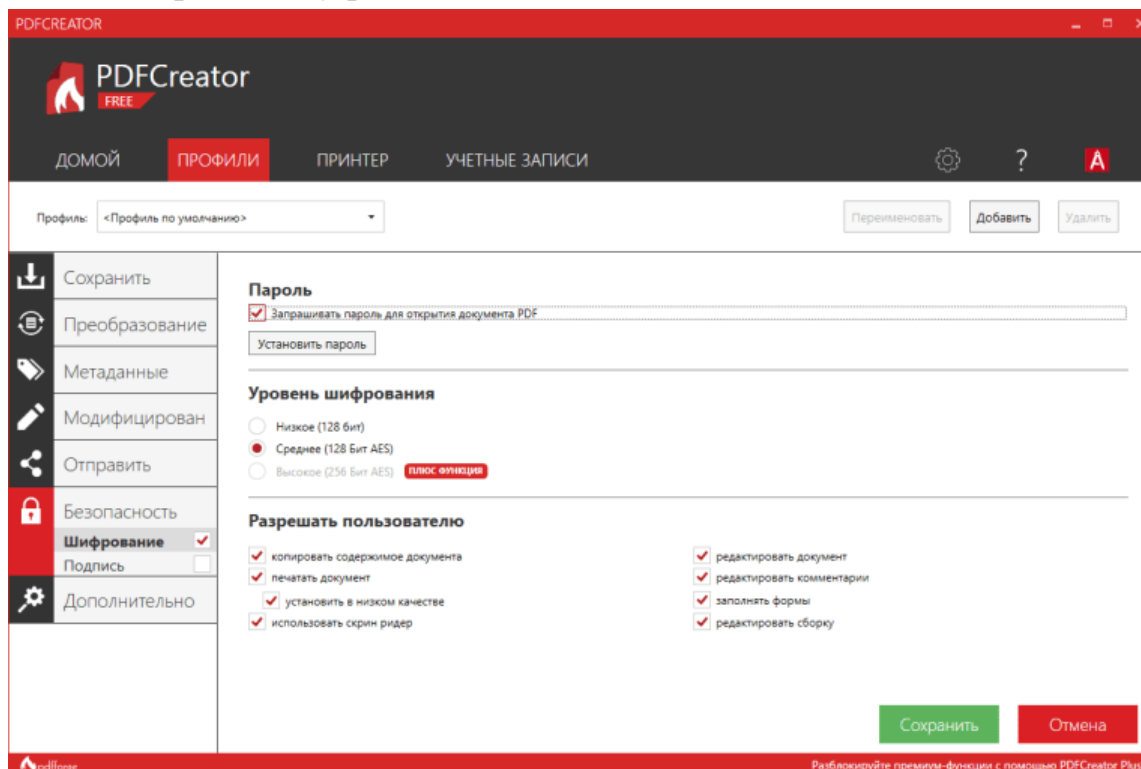 PDFCREATOR
PDFCreator
FREE
ДОМОЙ ПРОФИЛИ ПРИНТЕР УЧЕТНЫЕ ЗАПИСИ ?
Профиль: <Профиль по умолчанию> Переименовать Добавить Удалить
Сохранить
Преобразование
Метаданные
Модифицирован
Отправить
Безопасность
Шифрование
Подпись
Дополнительно
Пароль
Запрашивать пароль для открытия документа PDF
Установить пароль
Уровень шифрования
Низкое (128 бит)
Среднее (128 Бит AES)
Высокое (256 Бит AES) ПЛЮС ФУНКЦИЯ
Разрешать пользователю
копировать содержимое документа
печатать документ
установить в низком качестве
использовать скрин ридер
редактировать документ
редактировать комментарии
заполнять формы
редактировать сборку
Сохранить Отмена
Разблокируйте премиум-функции с помощью PDFCreator Plus